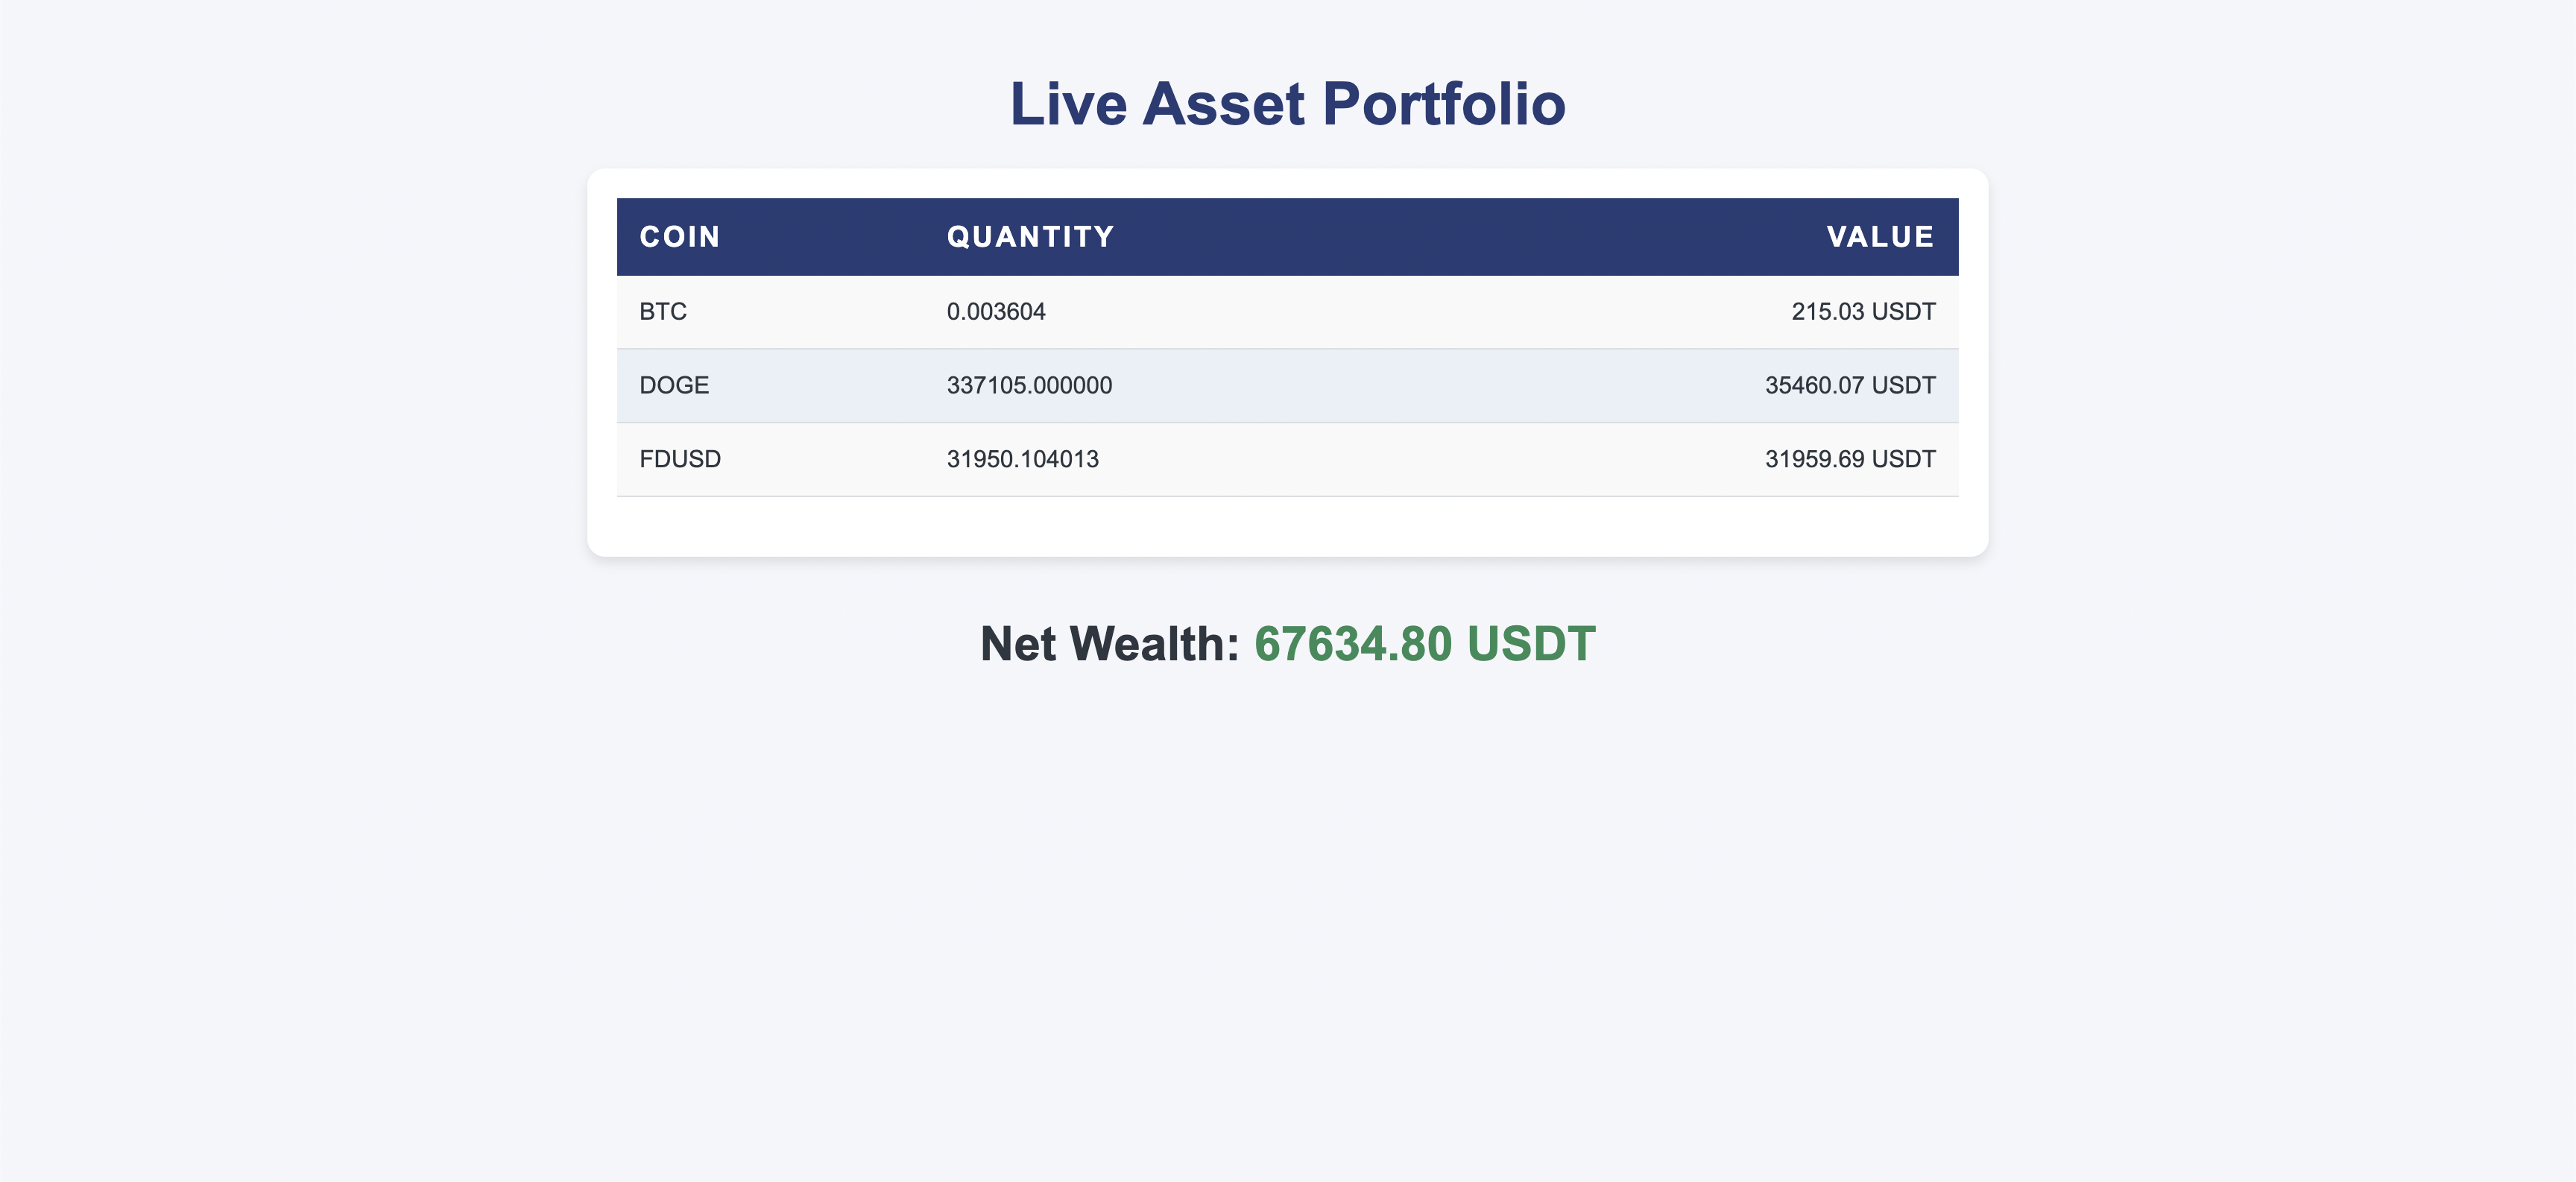 Live Asset Portfolio
COIN QUANTITY VALUE
BTC 0.003604 215.03 USDT
DOGE 337105.000000 35460.07 USDT
FDUSD 31950.104013 31959.69 USDT
Net Wealth: 67634.80 USDT